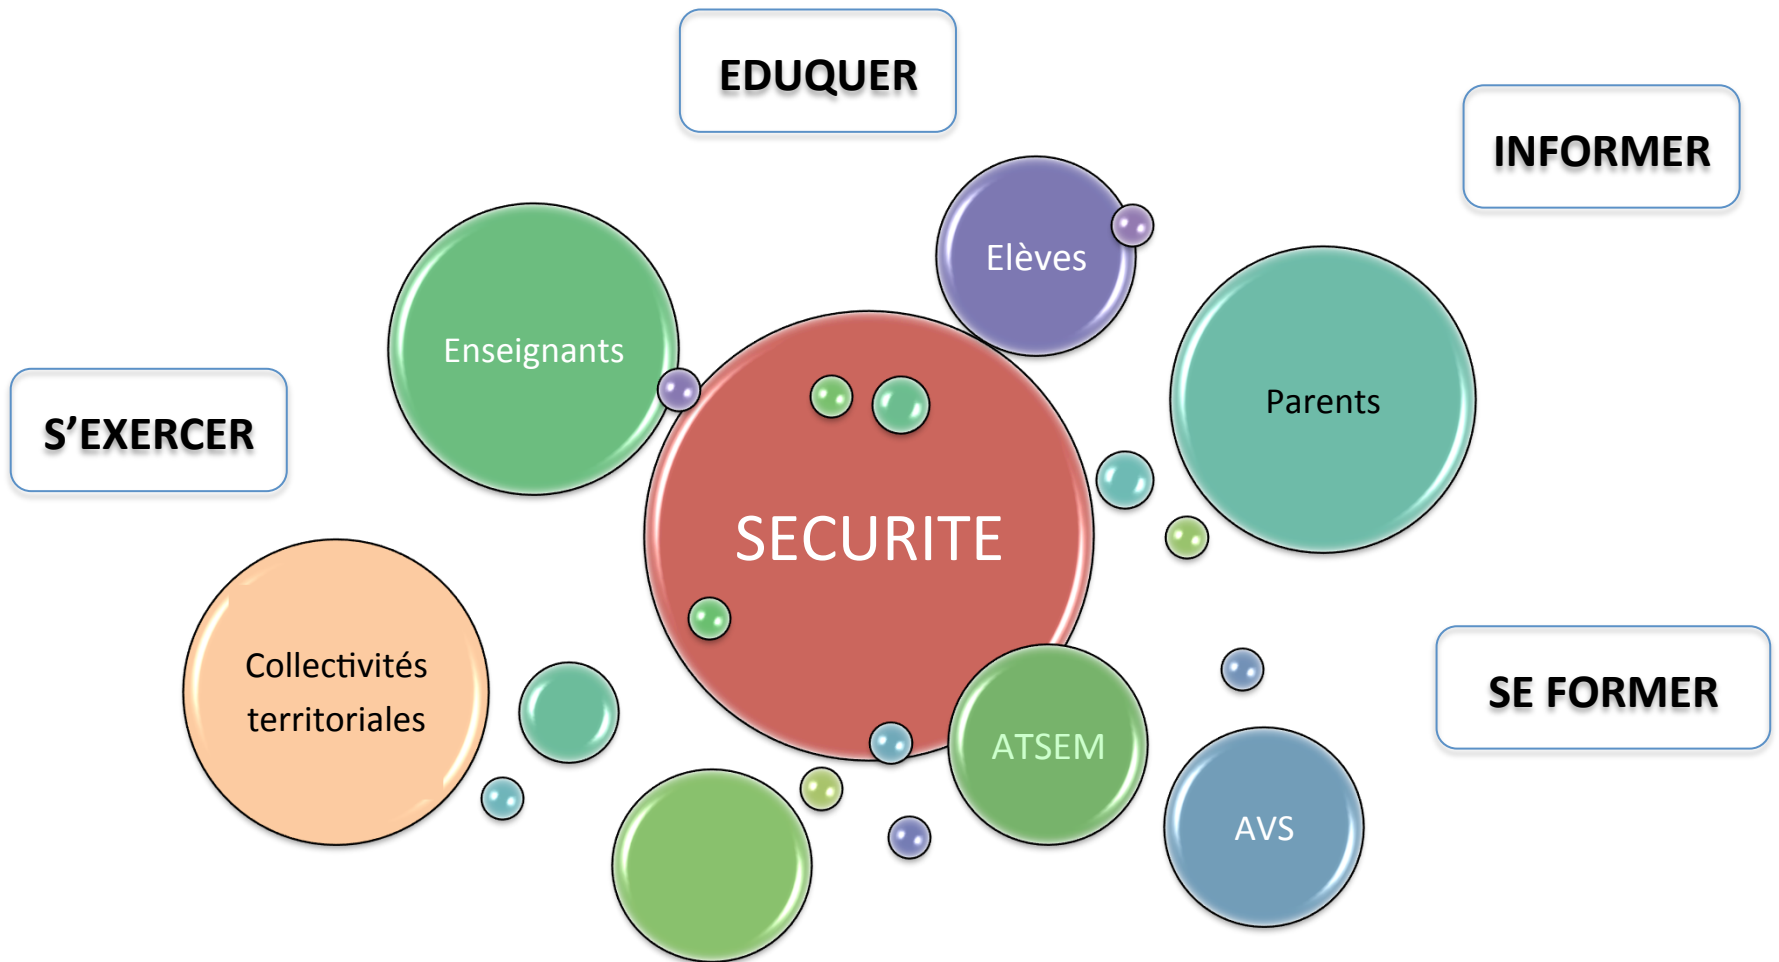 EDUQUER
INFORMER
Elèves
Enseignants
Parents
S’EXERCER
SECURITE
Collectivités
territoriales
SE FORMER
ATSEM
AVS